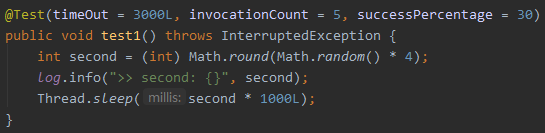 @Test(timeOut = 3000L, invocationCount = 5, successPercentage = 30)
public void test1() throws InterruptedException {
int second = (int) Math.round(Math.random() * 4);
log.info(">> second: {}", second);
Thread.sleep( millis: second * 1000L);
}